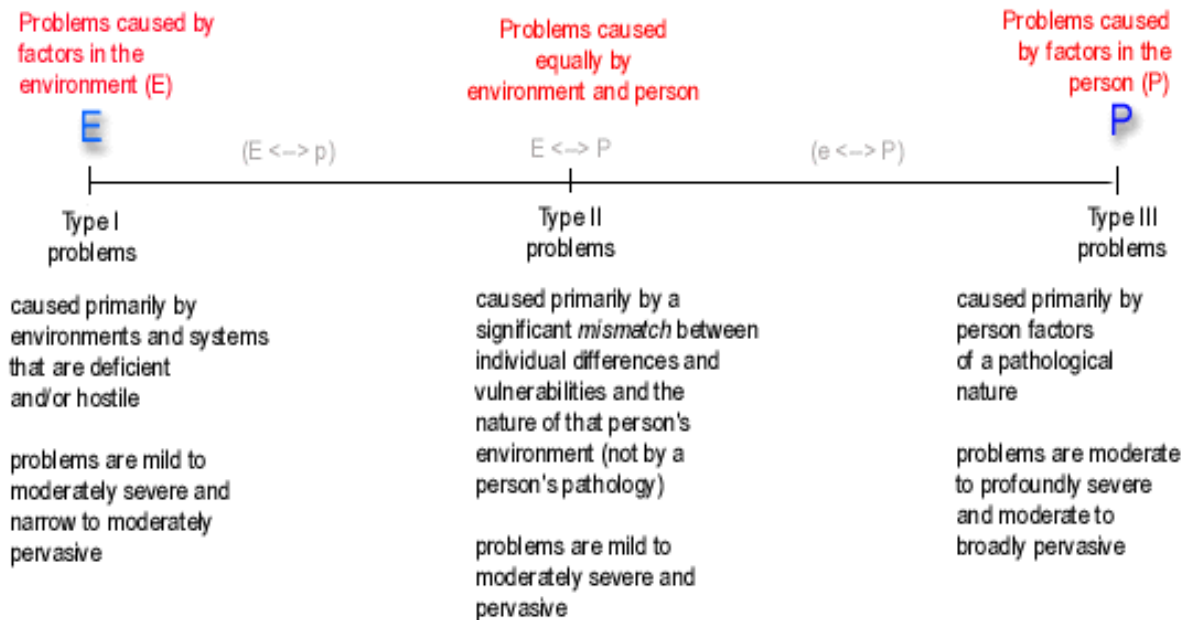 Problems caused by
factors in the
environment (E)
Problems caused
equally by
environment and person
Problems caused
by factors in the
person (P)
E
(E <--> p)
E <--> P
(e <--> P)
P
Type I
problems
Type II
problems
Type III
problems
caused primarily by
environments and systems
that are deficient
and/or hostile
problems are mild to
moderately severe and
narrow to moderately
pervasive
caused primarily by a
significant mismatch between
individual differences and
vulnerabilities and the
nature of that person's
environment (not by a
person's pathology)
problems are mild to
moderately severe and
pervasive
caused primarily by
person factors
of a pathological
nature
problems are moderate
to profoundly severe
and moderate to
broadly pervasive